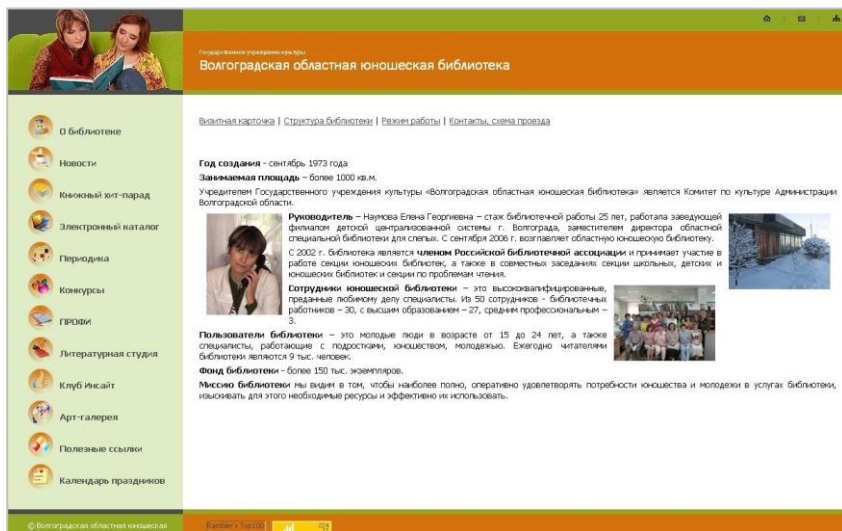 Государственное учреждение культуры
Волгоградская областная юношеская библиотека
О библиотеке
Новости
Книжный хит-парад
Электронный каталог
Периодика
Конкурсы
ПРОФИ
Литературная студия
Клуб Инсайт
Арт-галерея
Полезные ссылки
Календарь праздников
Визитная карточка | Структура библиотеки | Режим работы | Контакты, схема проезда
Год создания - сентябрь 1973 года
Занимаемая площадь – более 1000 кв.м.
Учредителем Государственного учреждения культуры «Волгоградская областная юношеская библиотека» является Комитет по культуре Администрации
Волгоградской области.
Руководитель – Наумова Елена Георгиевна – стаж библиотечной работы 25 лет, работала заведующей
филиалом детской централизованной системы г. Волгограда, заместителем директора областной
специальной библиотеки для слепых. С сентября 2006 г. возглавляет областную юношескую библиотеку.
С 2002 г. библиотека является членом Российской библиотечной ассоциации и принимает участие в
работе секции юношеских библиотек, а также в совместных заседаниях секции школьных, детских и
юношеских библиотек и секции по проблемам чтения.
Сотрудники юношеской библиотеки – это высококвалифицированные,
преданные любимому делу специалисты. Из 50 сотрудников - библиотечных
работников – 30, с высшим образованием – 27, средним профессиональным –
3.
Пользователи библиотеки – это молодые люди в возрасте от 15 до 24 лет, а также
специалисты, работающие с подростками, юношеством, молодежью. Ежегодно читателями
библиотеки являются 9 тыс. человек.
Фонд библиотеки - более 150 тыс. экземпляров.
Миссию библиотеки мы видим в том, чтобы наиболее полно, оперативно удовлетворять потребности юношества и молодежи в услугах библиотеки,
изыскивать для этого необходимые ресурсы и эффективно их использовать.
© Волгоградская областная юношеская
Rambler's Top100